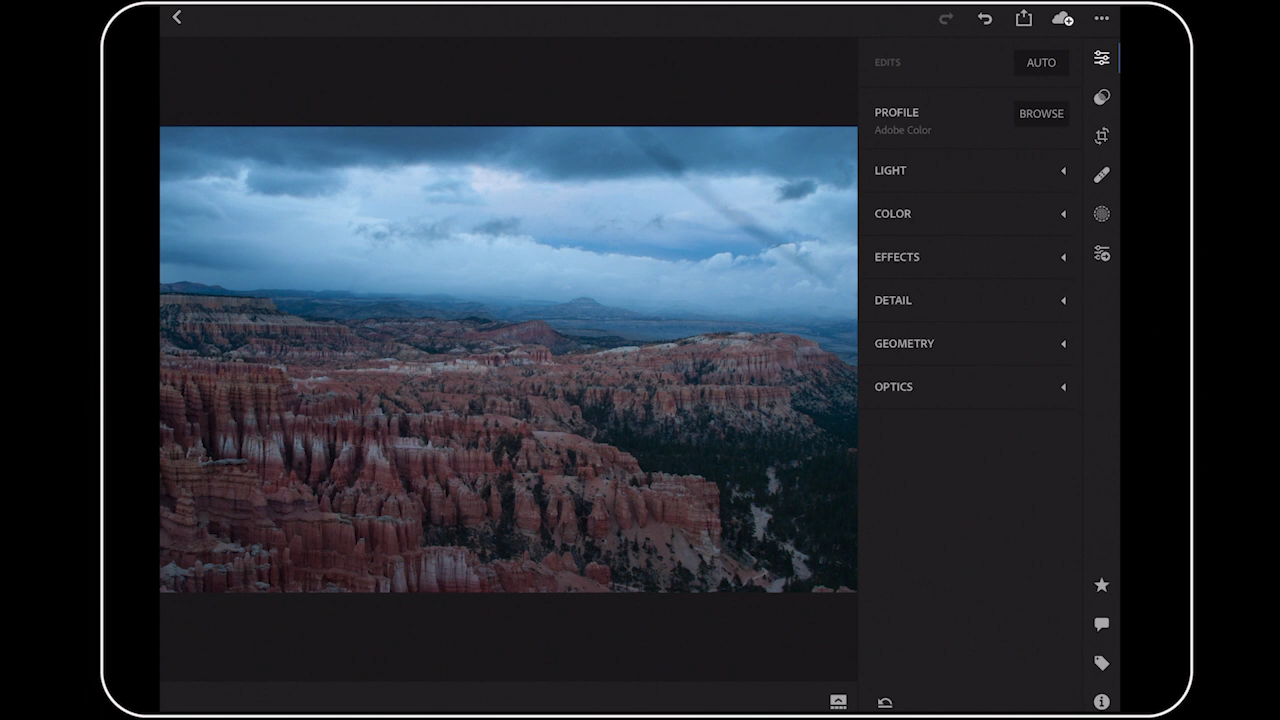 EDITS
AUTO
PROFILE
BROWSE
Adobe Color
LIGHT
COLOR
EFFECTS
DETAIL
GEOMETRY
OPTICS